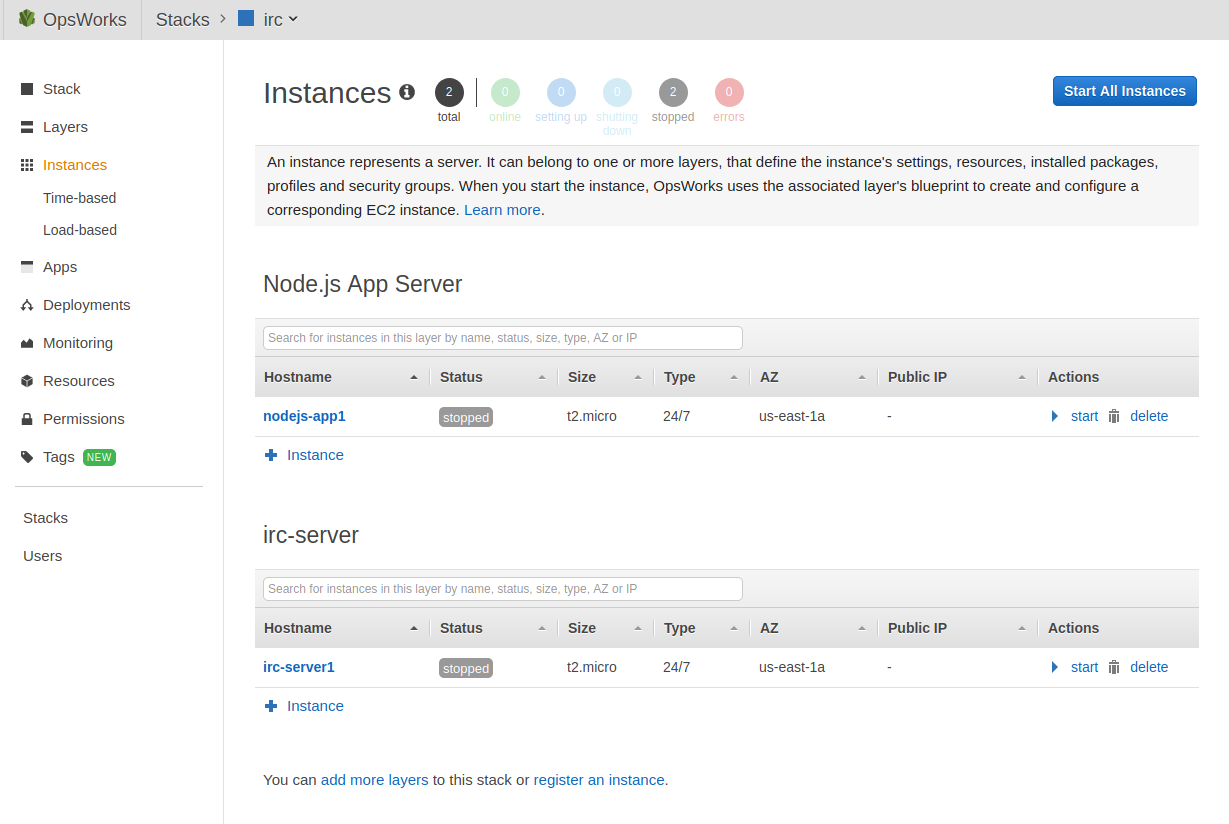 OpsWorks Stacks irc
Stack
Layers
Instances
Time-based
Load-based
Apps
Deployments
Monitoring
Resources
Permissions
Tags NEW
Stacks
Users
Instances 2 0 0 0 2 0 Start All Instances
total online setting up shutting down stopped errors
An instance represents a server. It can belong to one or more layers, that define the instance's settings, resources, installed packages,
profiles and security groups. When you start the instance, OpsWorks uses the associated layer's blueprint to create and configure a
corresponding EC2 instance. Learn more.
Node.js App Server
Search for instances in this layer by name, status, size, type, AZ or IP
Hostname Status Size Type AZ Public IP Actions
nodejs-app1 stopped t2.micro 24/7 us-east-1a - start delete
Instance
irc-server
Search for instances in this layer by name, status, size, type, AZ or IP
Hostname Status Size Type AZ Public IP Actions
irc-server1 stopped t2.micro 24/7 us-east-1a - start delete
Instance
You can add more layers to this stack or register an instance.